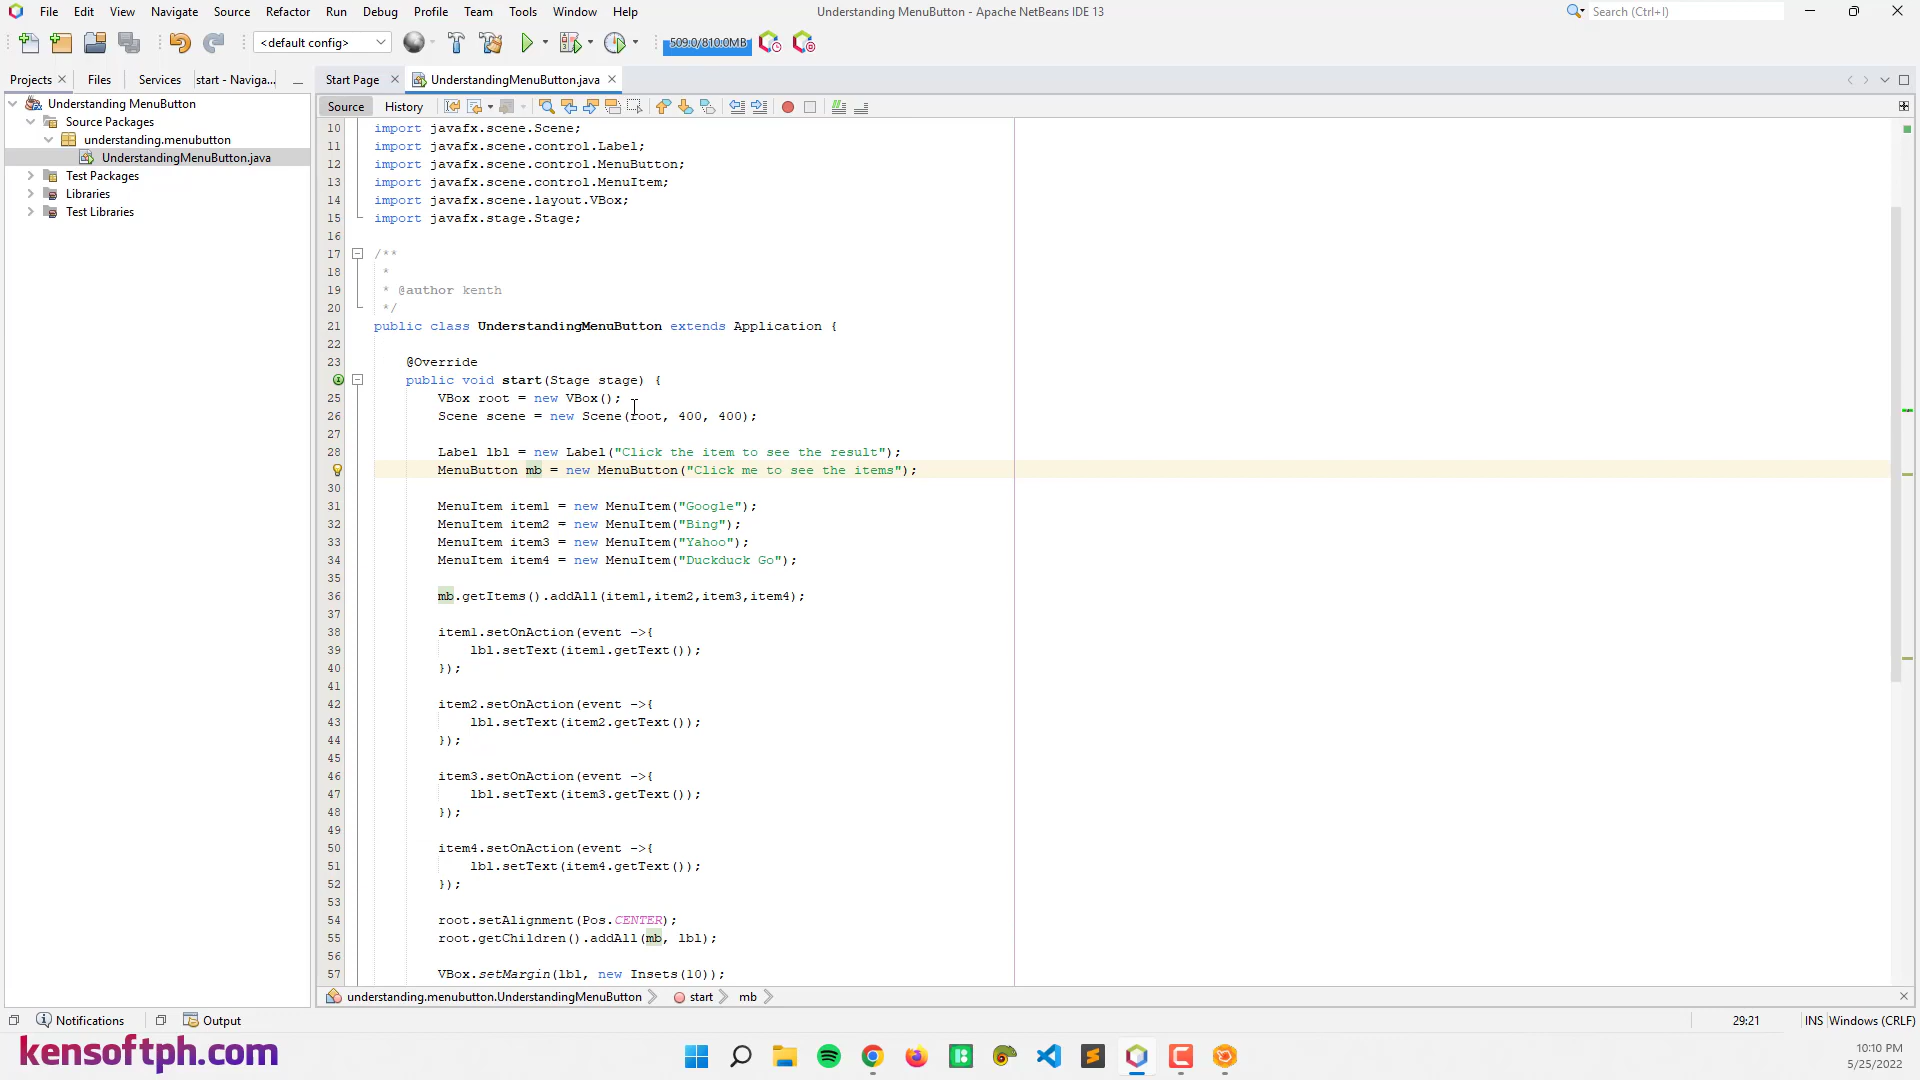 File Edit View Navigate Source Refactor Run Debug Profile Team Tools Window Help
Understanding MenuButton - Apache NetBeans IDE 13
Search (Ctrl+I)
<default config>
509.0/810.0MB
Projects Files Services start - Naviga...
Start Page UnderstandingMenuButton.java
Source History
Understanding MenuButton
Source Packages
understanding.menubutton
UnderstandingMenuButton.java
Test Packages
Libraries
Test Libraries
10 import javafx.scene.Scene;
11 import javafx.scene.control.Label;
12 import javafx.scene.control.MenuButton;
13 import javafx.scene.control.MenuItem;
14 import javafx.scene.layout.VBox;
15 import javafx.stage.Stage;
16
17 /**
18 *
19 * @author kenth
20 */
21 public class UnderstandingMenuButton extends Application {
22
23 @Override
public void start(Stage stage) {
25 VBox root = new VBox();
26 Scene scene = new Scene(root, 400, 400);
27
28 Label lbl = new Label("Click the item to see the result");
MenuButton mb = new MenuButton("Click me to see the items");
30
31 MenuItem item1 = new MenuItem("Google");
32 MenuItem item2 = new MenuItem("Bing");
33 MenuItem item3 = new MenuItem("Yahoo");
34 MenuItem item4 = new MenuItem("Duckduck Go");
35
36 mb.getItems().addAll(item1,item2,item3,item4);
37
38 item1.setOnAction(event ->{
39 lbl.setText(item1.getText());
40 });
41
42 item2.setOnAction(event ->{
43 lbl.setText(item2.getText());
44 });
45
46 item3.setOnAction(event ->{
47 lbl.setText(item3.getText());
48 });
49
50 item4.setOnAction(event ->{
51 lbl.setText(item4.getText());
52 });
53
54 root.setAlignment(Pos.CENTER);
55 root.getChildren().addAll(mb, lbl);
56
57 VBox.setMargin(lbl, new Insets(10));
understanding.menubutton.UnderstandingMenuButton start mb
Notifications Output
29:21 INS Windows (CRLF)
kensoftph.com
10:10 PM
5/25/2022